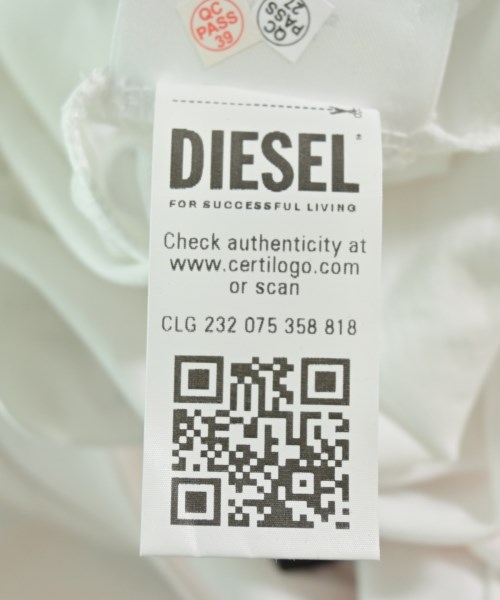 QC
PASS
39
QC
PASS
27
DIESEL
FOR SUCCESSFUL LIVING
Check authenticity at
www.certilogo.com
or scan
CLG 232 075 358 818